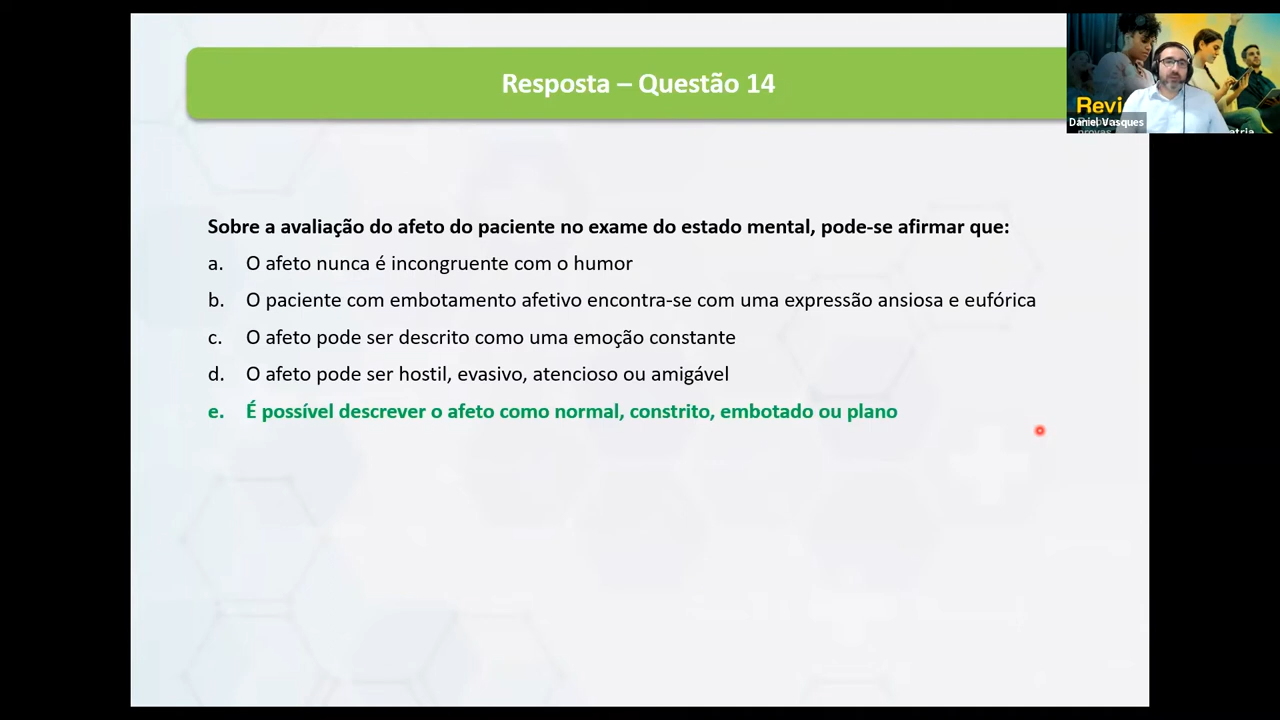 Resposta – Questão 14
Revi
Daniel Vasques
provas
atria
Sobre a avaliação do afeto do paciente no exame do estado mental, pode-se afirmar que:
a. O afeto nunca é incongruente com o humor
b. O paciente com embotamento afetivo encontra-se com uma expressão ansiosa e eufórica
c. O afeto pode ser descrito como uma emoção constante
d. O afeto pode ser hostil, evasivo, atencioso ou amigável
e. É possível descrever o afeto como normal, constrito, embotado ou plano